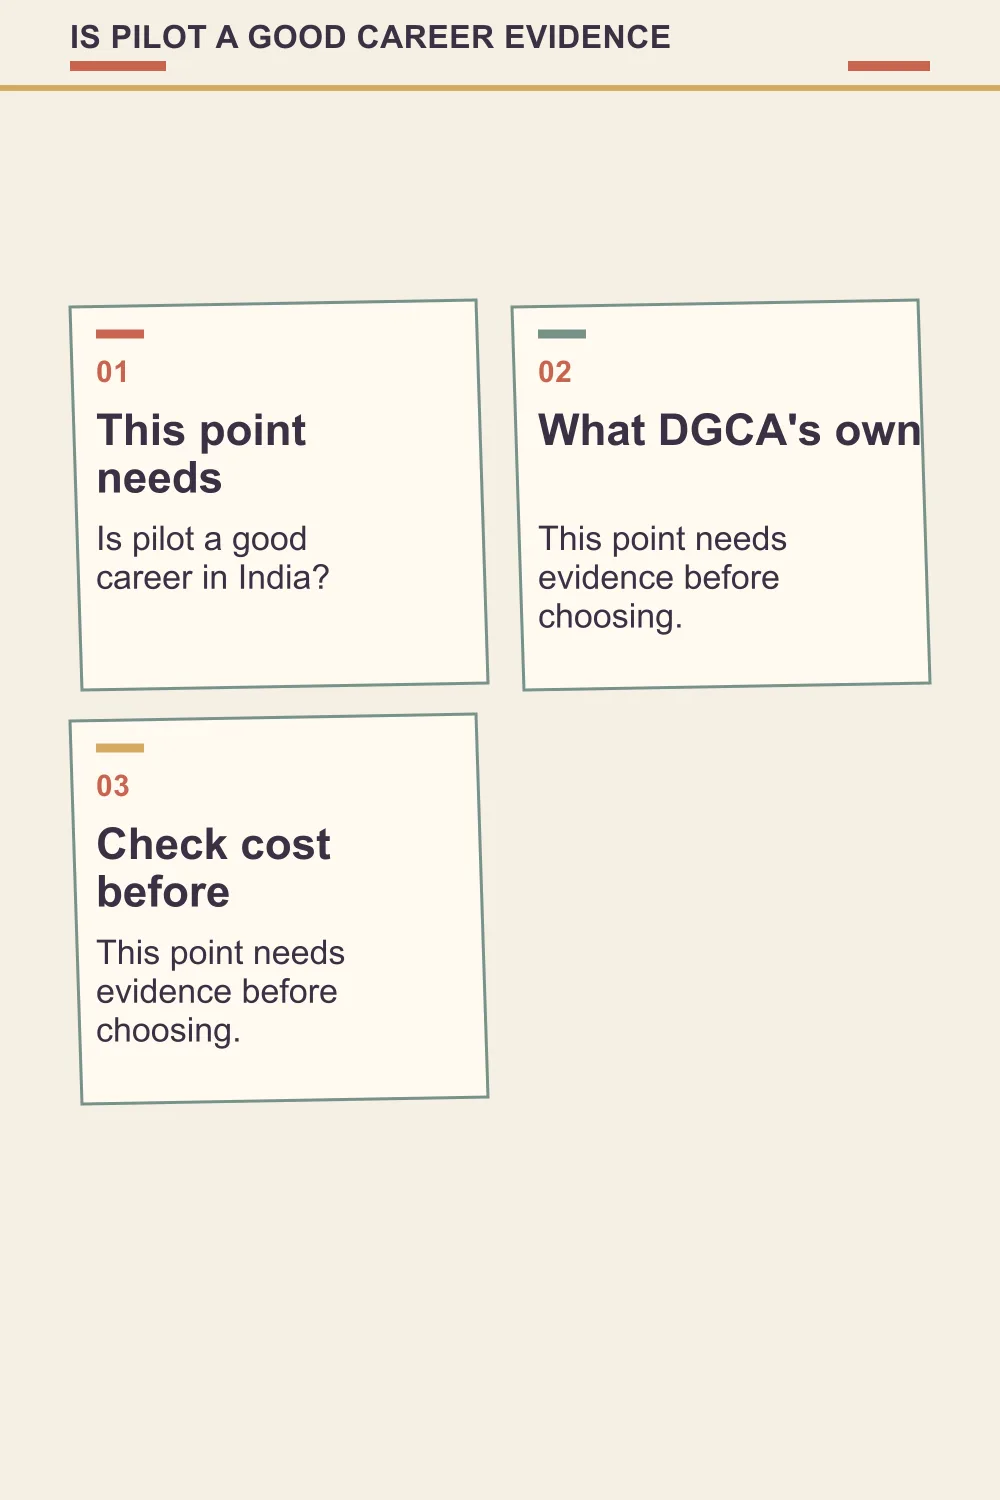 IS PILOT A GOOD CAREER EVIDENCE
01
This point
needs
Is pilot a good
career in India?
02
What DGCA's own
This point needs
evidence before
choosing.
03
Check cost
before
This point needs
evidence before
choosing.